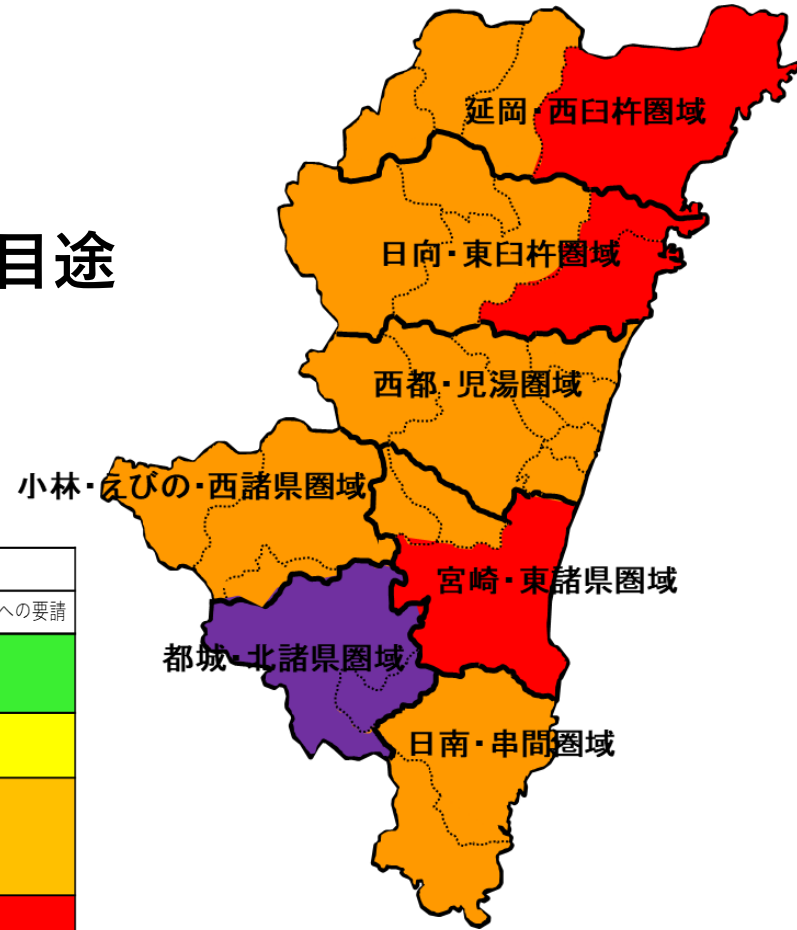 延岡・西臼杵圏域
日向・東臼杵圏域
目途
西都・児湯圏域
小林・えびの・西諸県圏域
宮崎・東諸県圏域
への要請
都城・北諸県圏域
日南・串間圏域